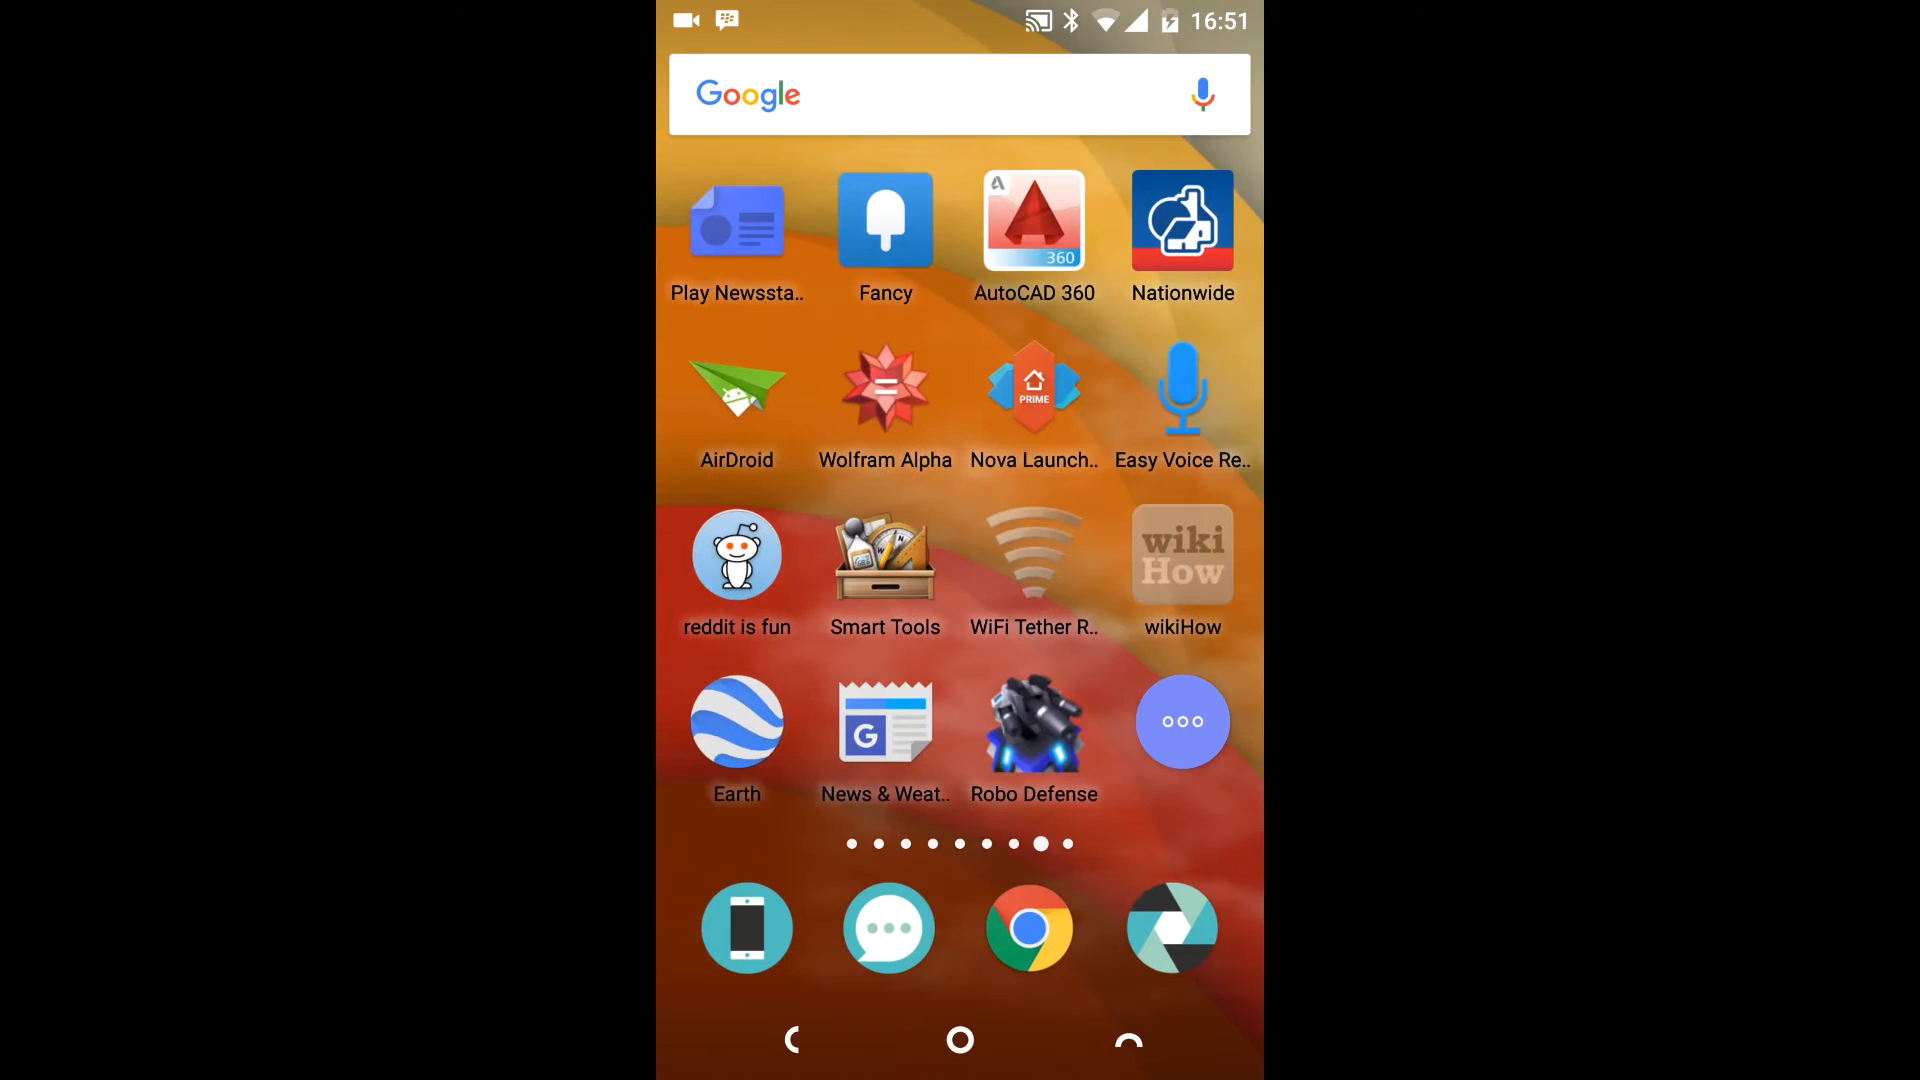 16:51
Google
360
Play Newssta..
Fancy
AutoCAD 360
Nationwide
PRIME
AirDroid
Wolfram Alpha
Nova Launch..
Easy Voice Re..
wiki
How
reddit is fun
Smart Tools
WiFi Tether R..
wikiHow
G
Earth
News & Weat..
Robo Defense